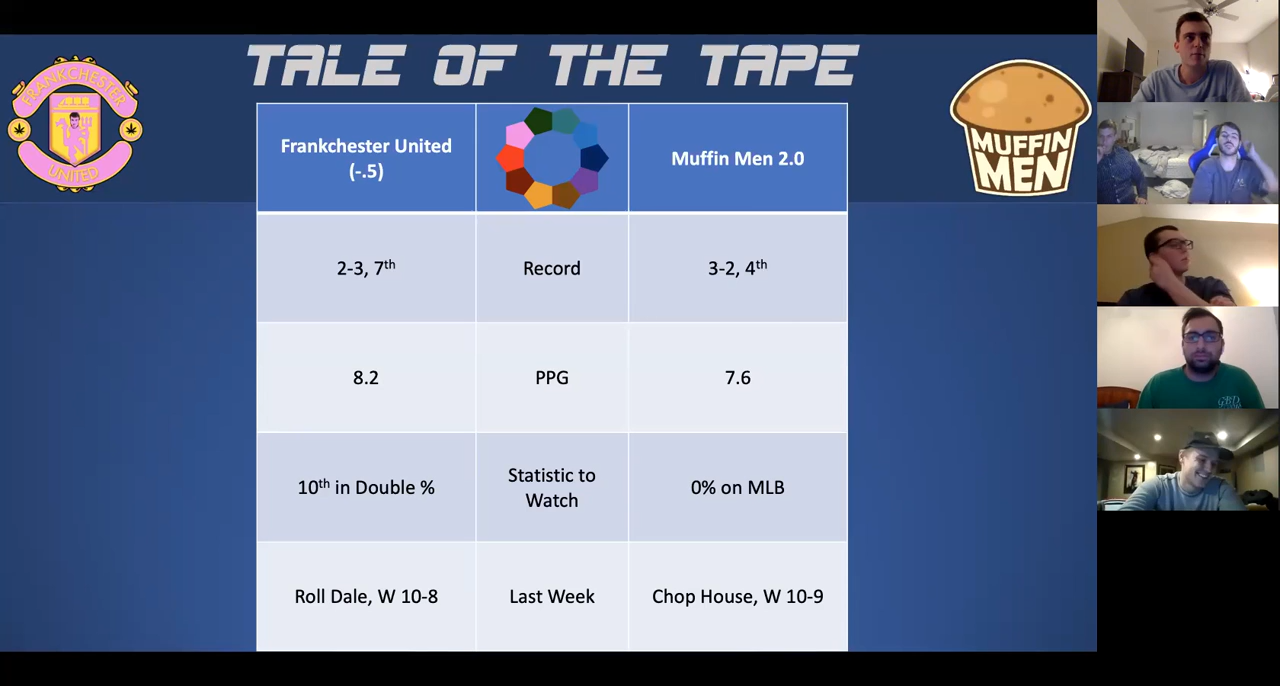 TALE OF THE TAPE
FRANKCHESTER
UNITED
MUFFIN
MEN
Frankchester United
(-.5)
Muffin Men 2.0
2-3, 7th
Record
3-2, 4th
8.2
PPG
7.6
10th in Double %
Statistic to
Watch
0% on MLB
Roll Dale, W 10-8
Last Week
Chop House, W 10-9